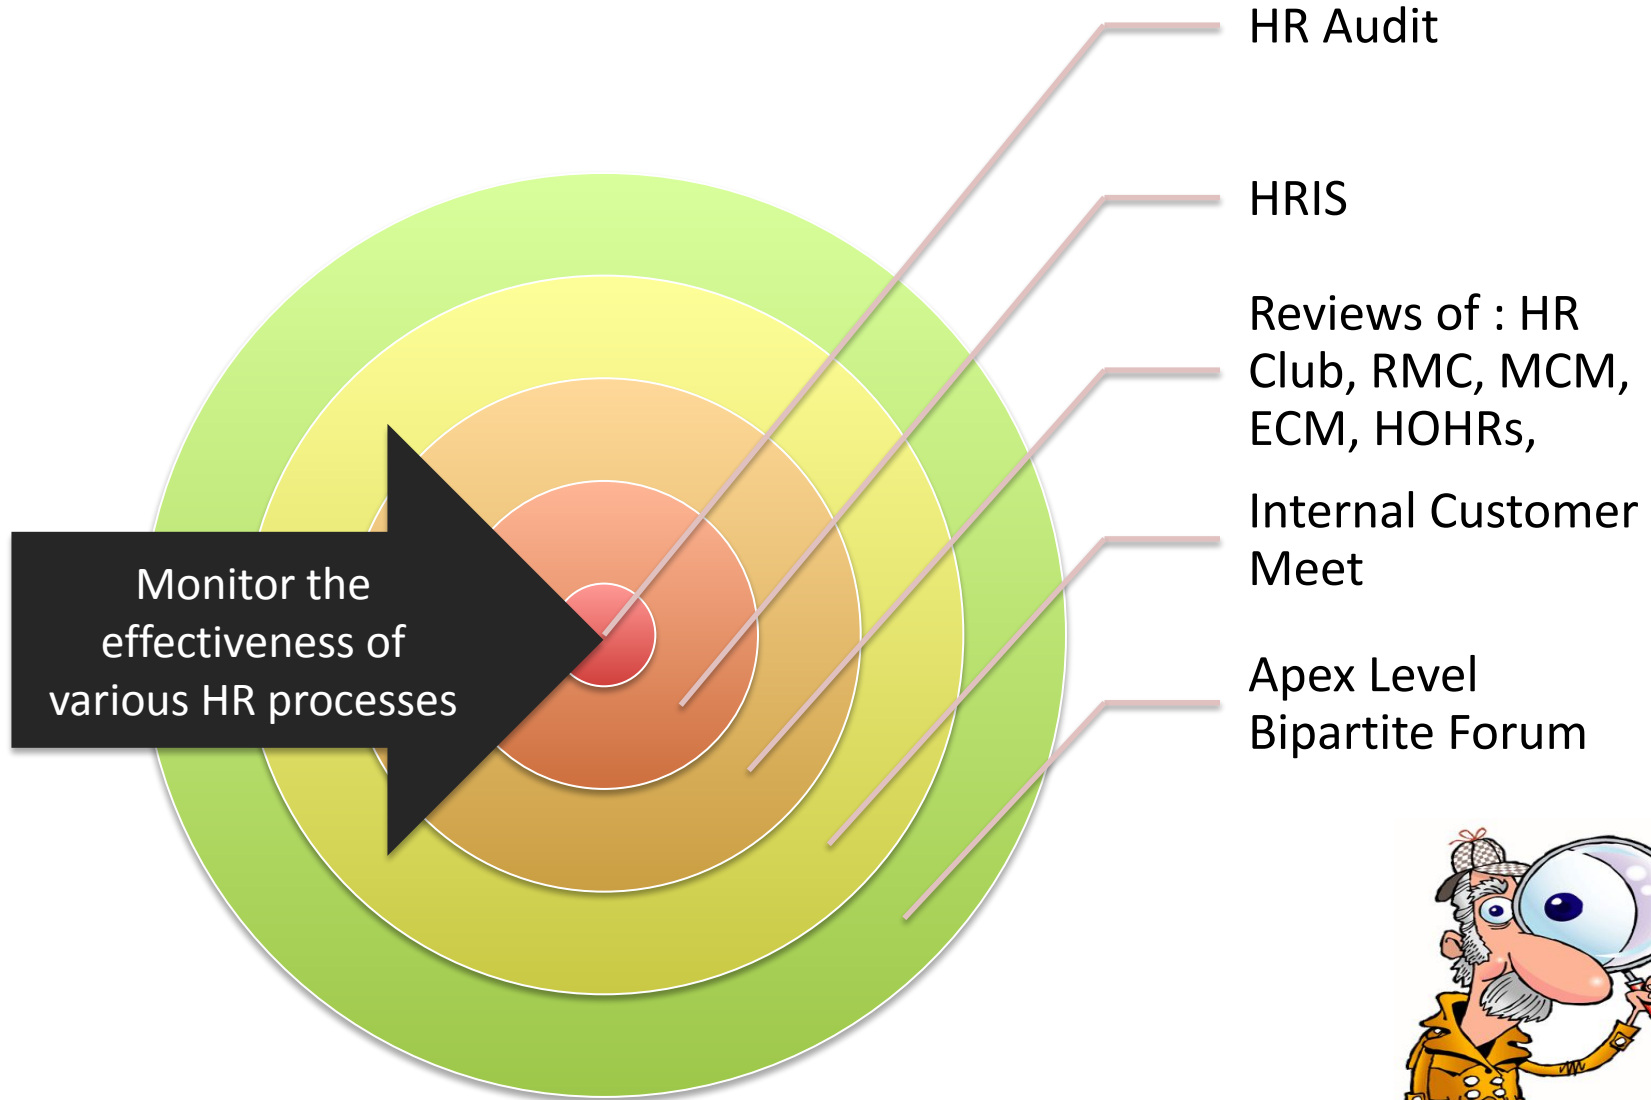 HR Audit
HRIS
Reviews of : HR
Club, RMC, MCM,
ECM, HOHRs,
Internal Customer
Meet
Apex Level
Bipartite Forum
Monitor the
effectiveness of
various HR processes